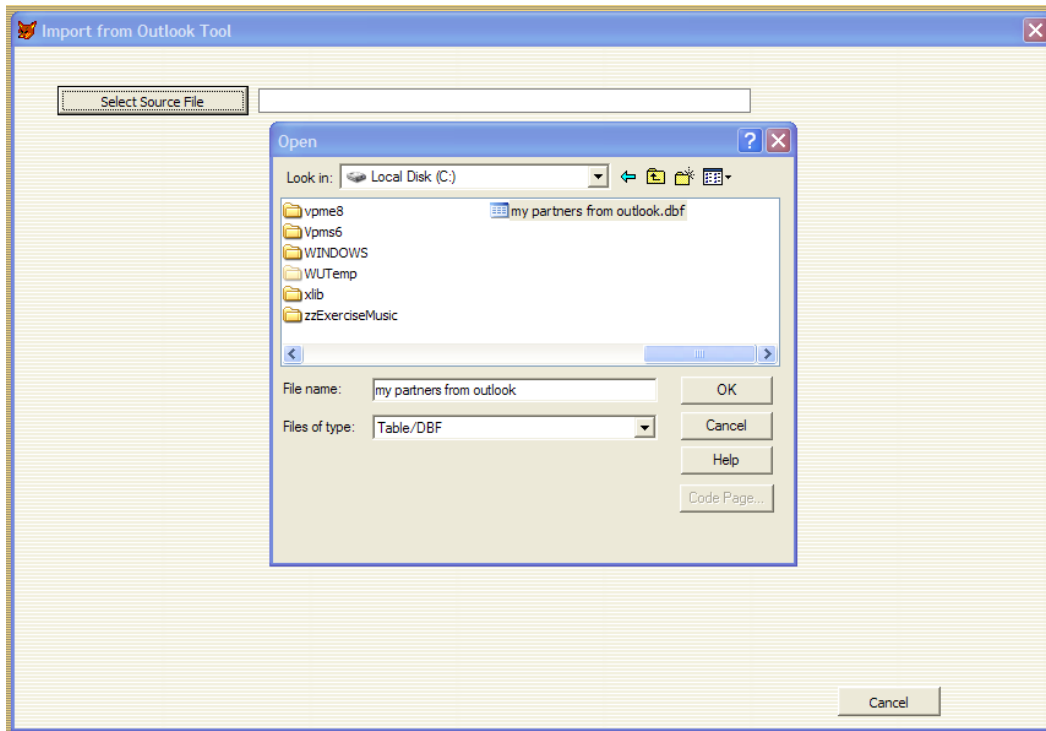 Import from Outlook Tool
Select Source File
Open
Look in: Local Disk (C:)
vpme8
my partners from outlook.dbf
Vpms6
WINDOWS
WUTemp
xlib
zzExerciseMusic
File name: my partners from outlook
OK
Files of type: Table/DBF
Cancel
Help
Code Page...
Cancel